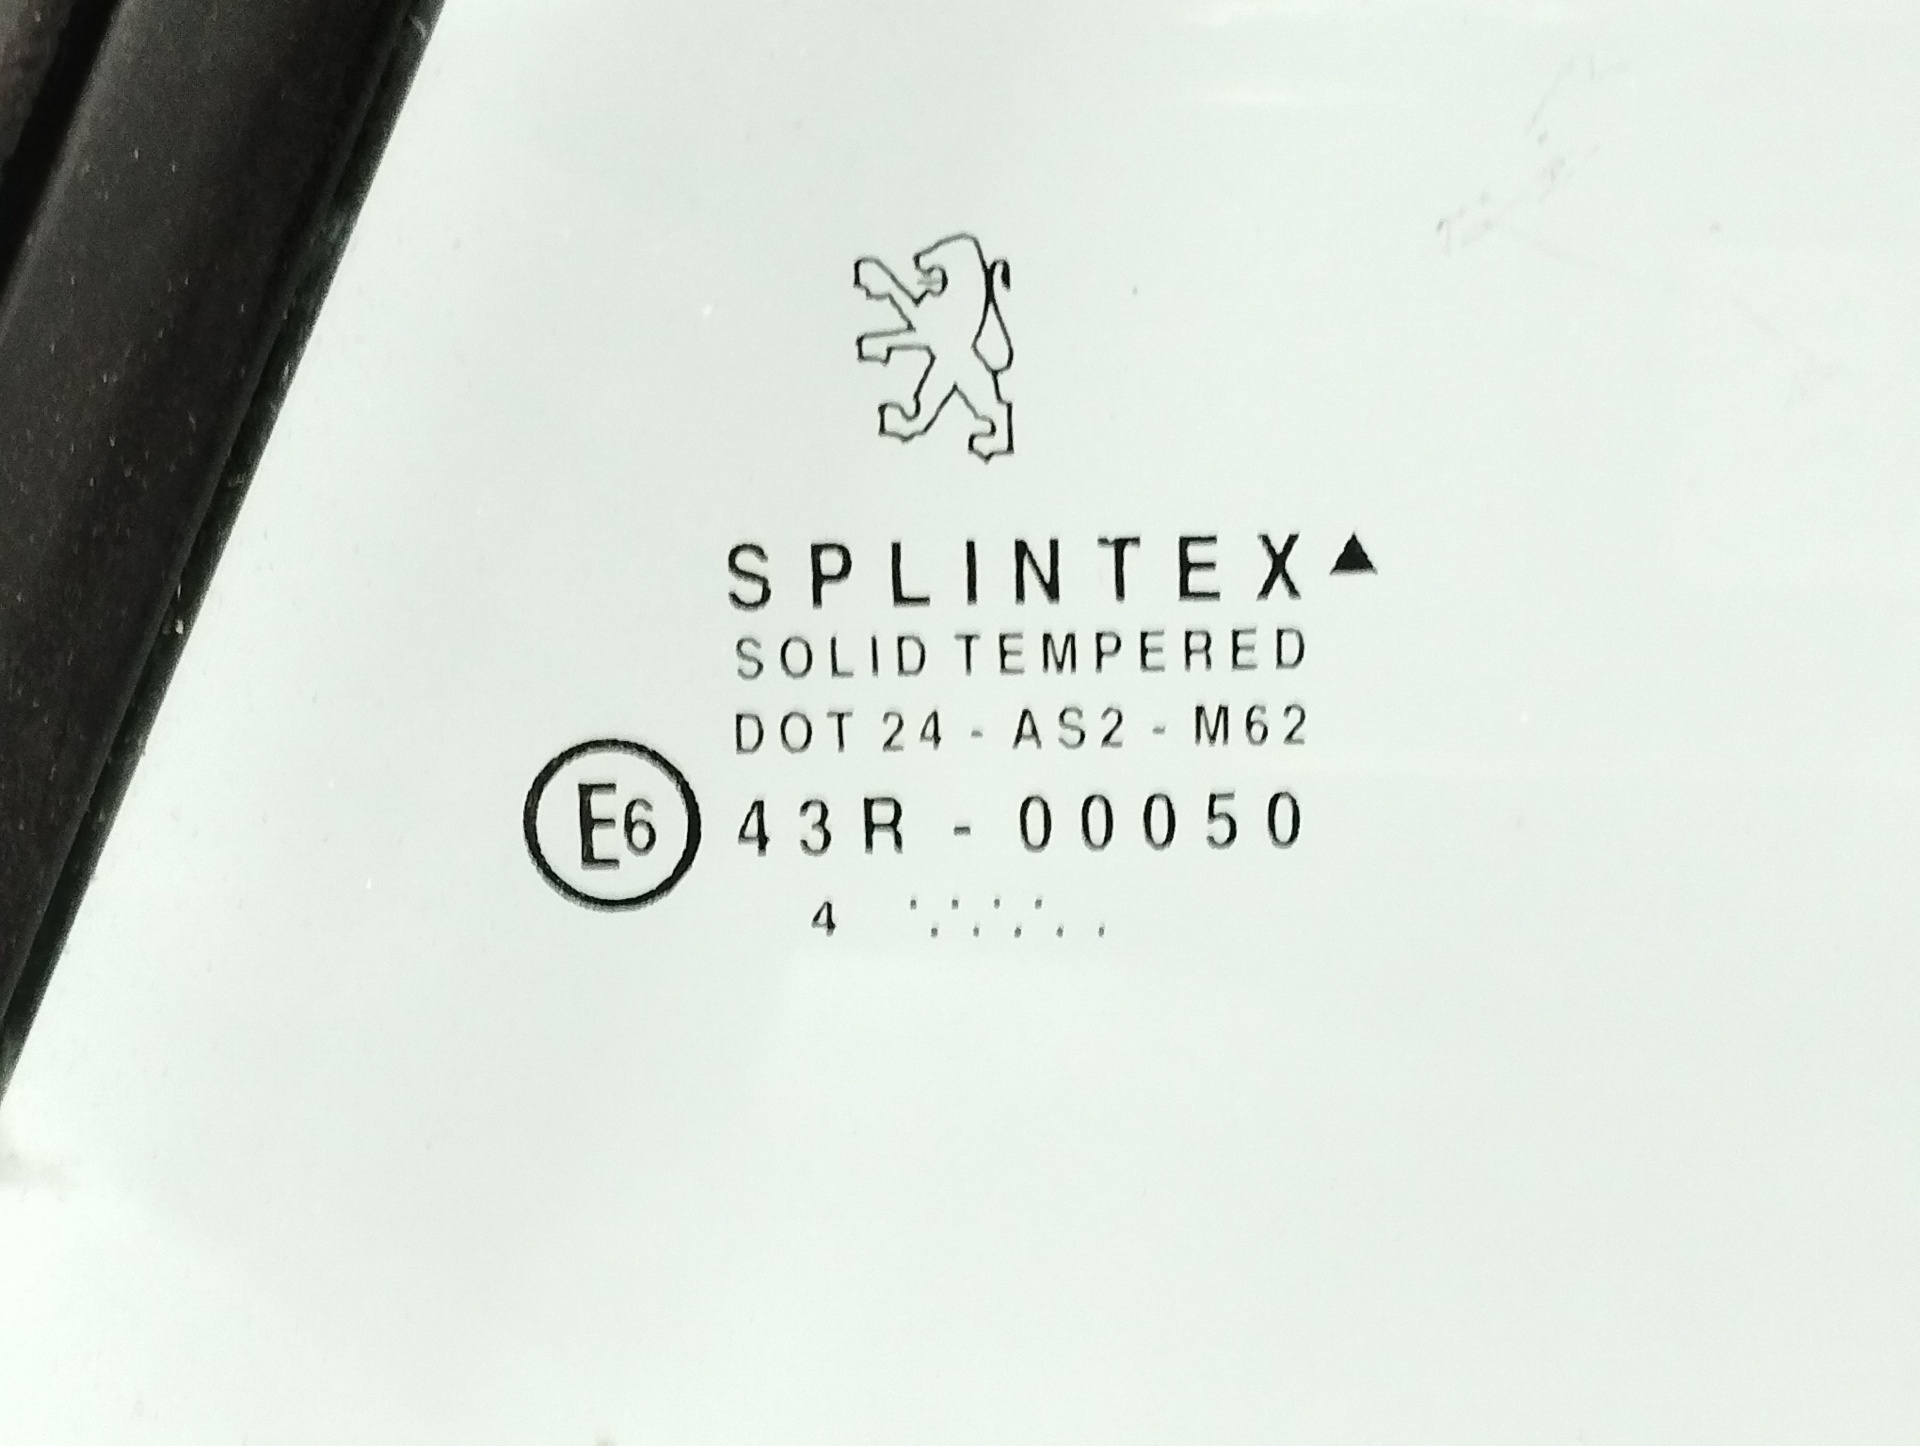 SPLINTEX▲
SOLID TEMPERED
DOT 24 - AS2 - M62
E6 43R - 00050
4